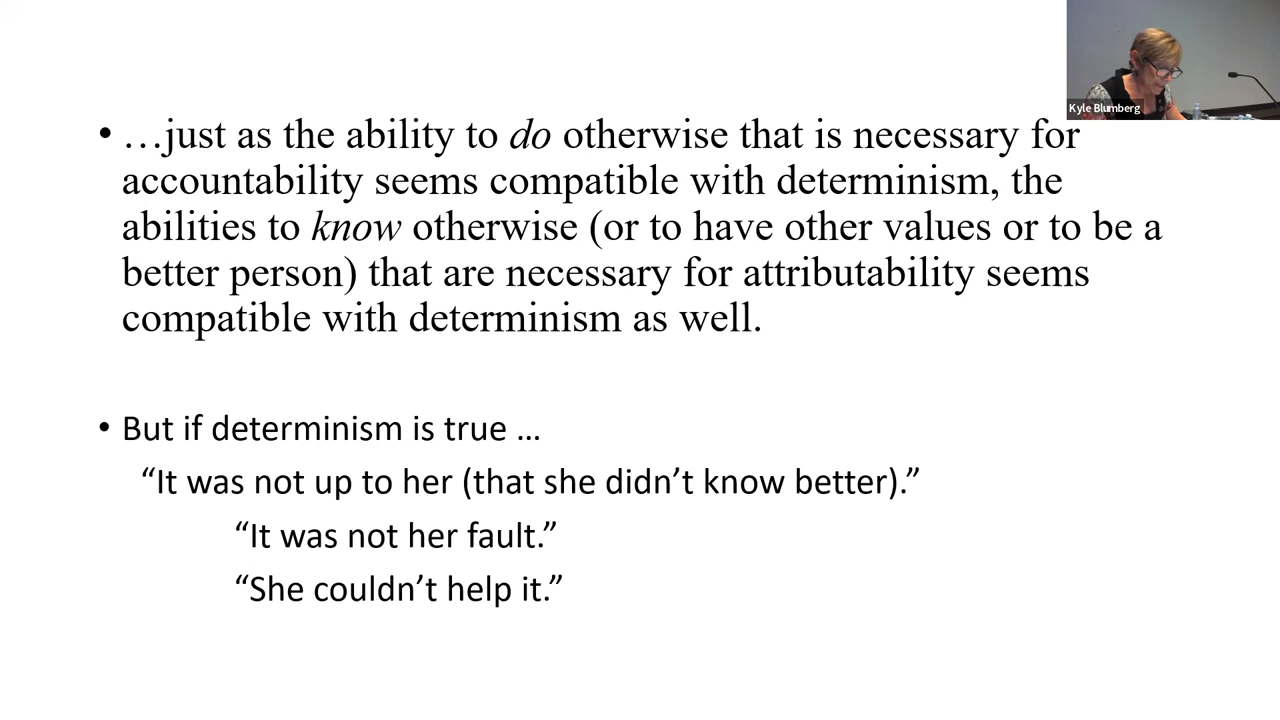 Kyle Blumberg
• …just as the ability to do otherwise that is necessary for
accountability seems compatible with determinism, the
abilities to know otherwise (or to have other values or to be a
better person) that are necessary for attributability seems
compatible with determinism as well.
• But if determinism is true …
“It was not up to her (that she didn’t know better).”
“It was not her fault.”
“She couldn’t help it.”